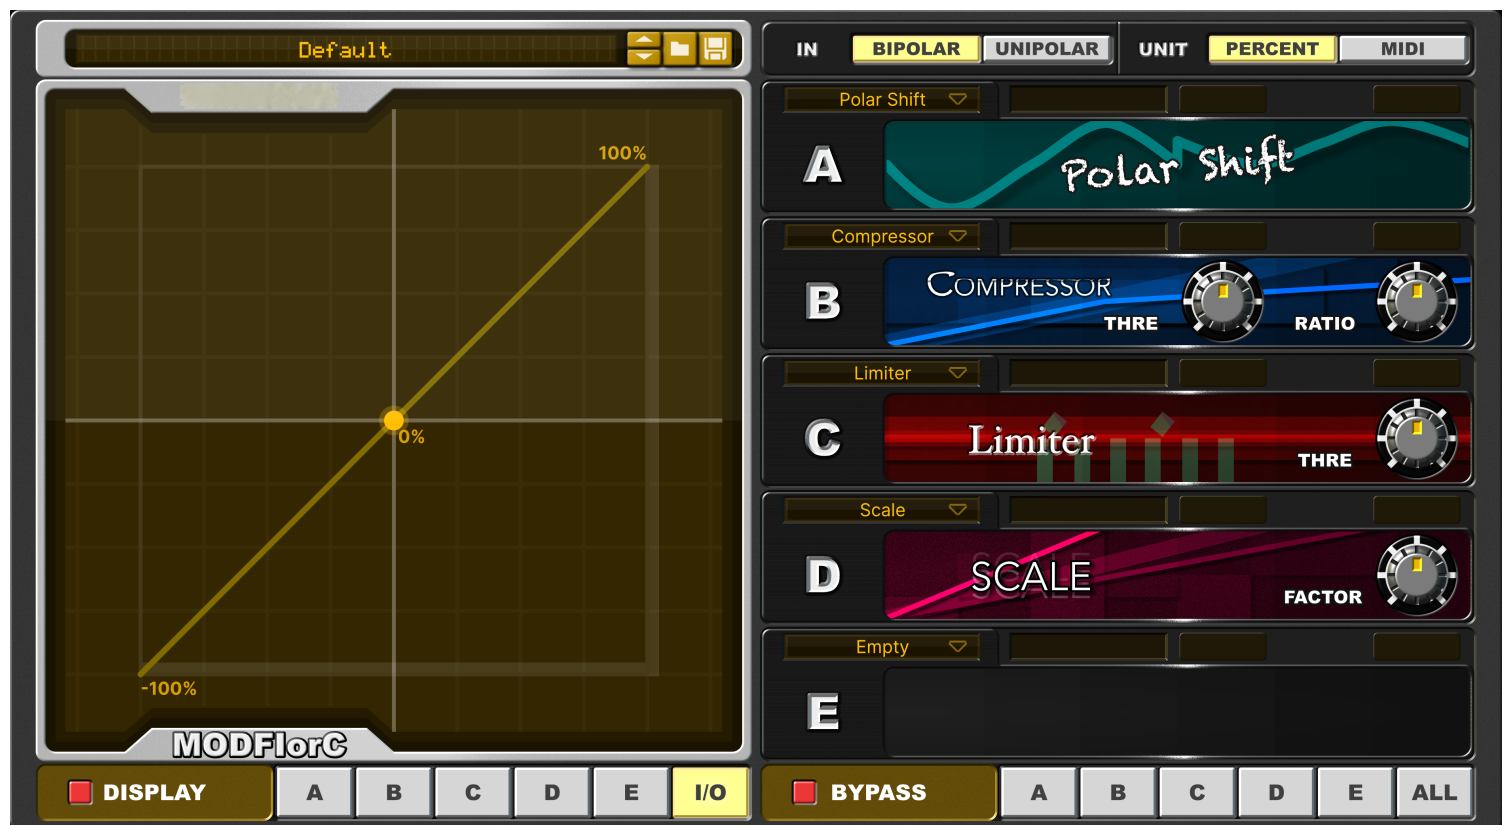 Default
IN BIPOLAR UNIPOLAR UNIT PERCENT MIDI
100%
0%
-100%
MODFIorC
Polar Shift
A Polar Shift
Compressor
B COMPRESSOR THRE RATIO
Limiter
C Limiter THRE
Scale
D SCALE FACTOR
Empty
E
DISPLAY A B C D E I/O
BYPASS A B C D E ALL